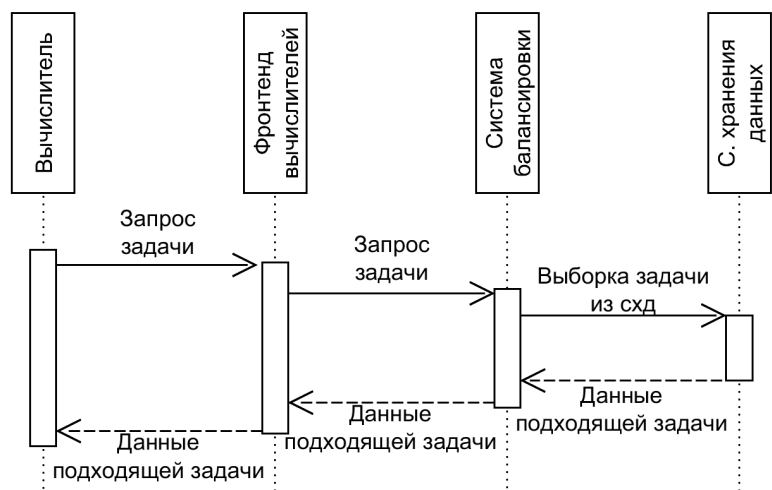 Вычислитель
Фронтенд
вычислителей
Система
балансировки
С. хранения
данных
Запрос
задачи
Запрос
задачи
Выборка задачи
из схд
Данные
подходящей задачи
Данные
подходящей задачи
Данные
подходящей задачи